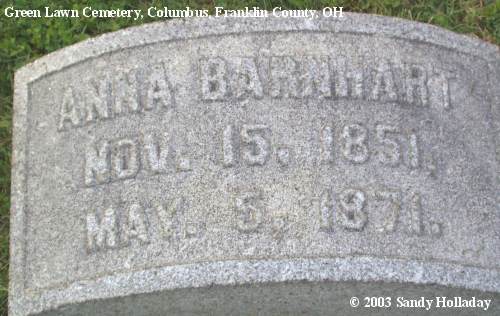 Green Lawn Cemetery, Columbus, Franklin County, OH
ANNA BARNHART
NOV. 15. 1851.
MAY. 5. 1871.
© 2003 Sandy Holladay